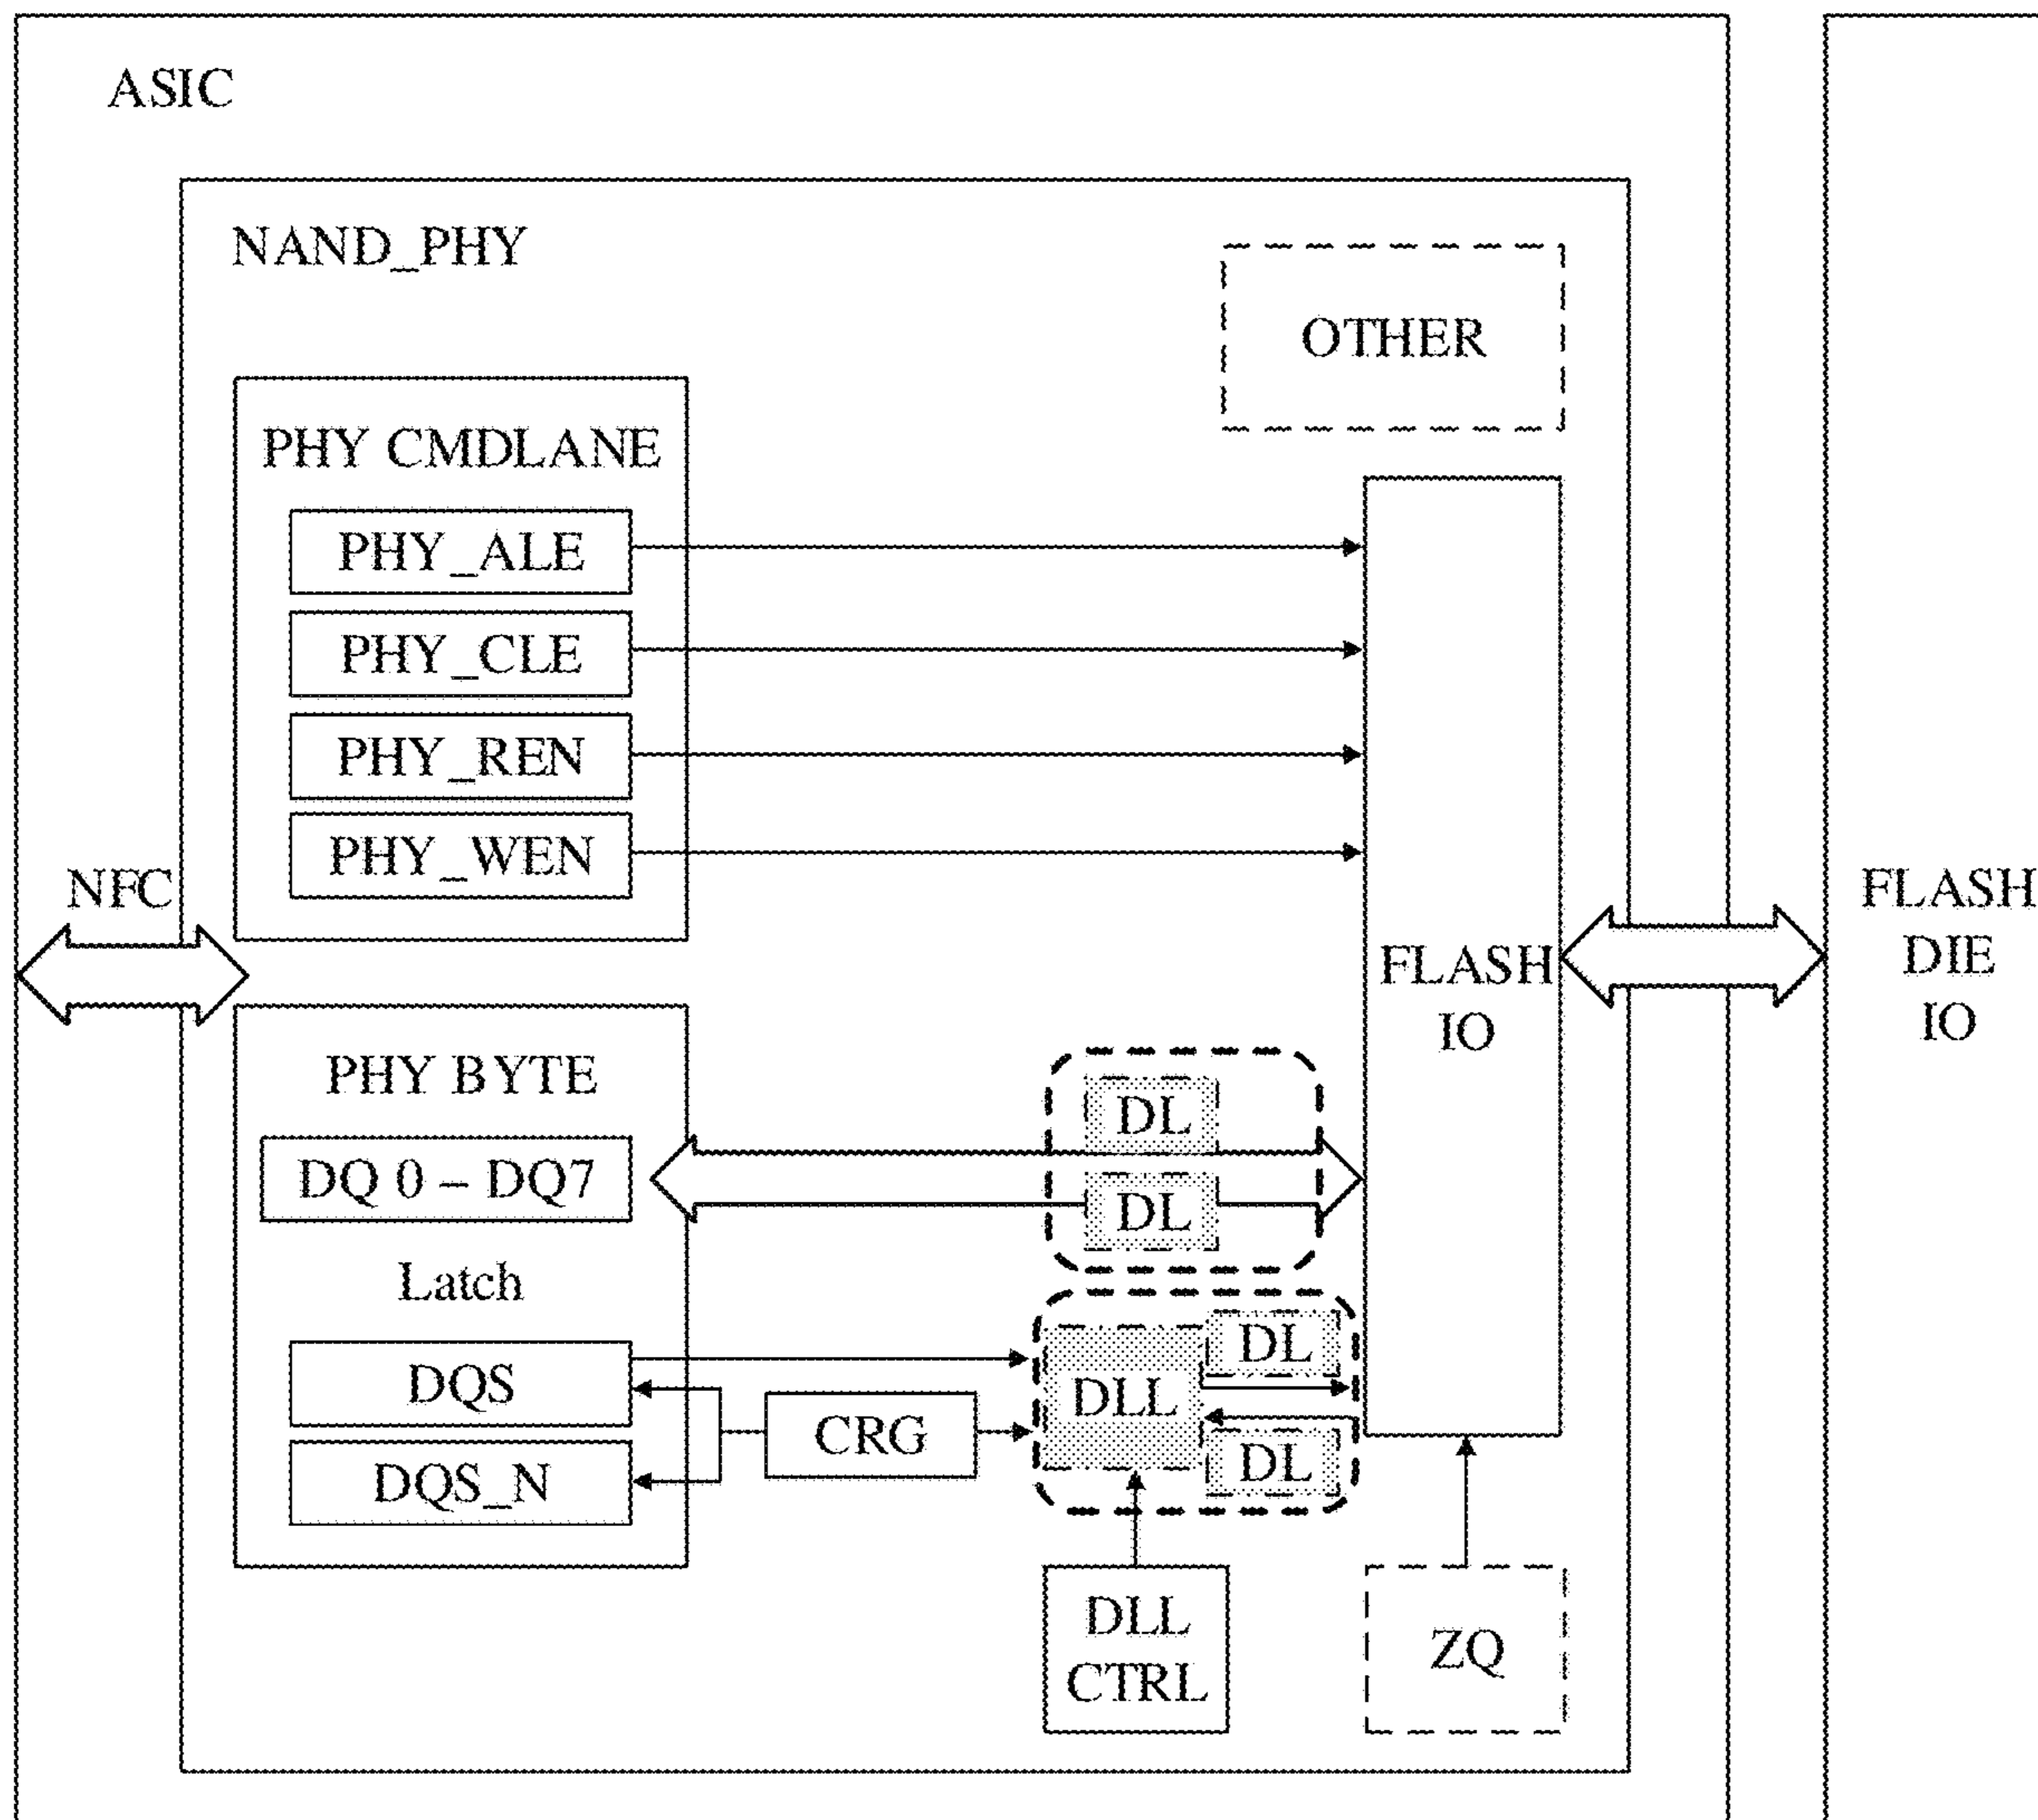 ASIC
NAND_PHY
OTHER
PHY CMDLANE
PHY_ALE
PHY_CLE
PHY_REN
PHY_WEN
NFC
FLASH
IO
FLASH
DIE
IO
PHY BYTE
DQ 0 – DQ7
DL
DL
Latch
DQS
DQS_N
CRG
DLL
DL
DL
DLL
CTRL
ZQ